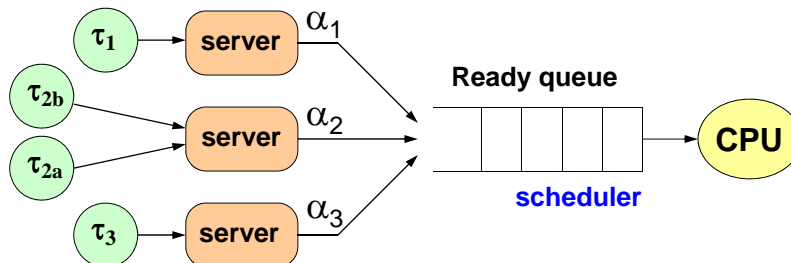 τ1
server
α1
τ2b
τ2a
server
α2
τ3
server
α3
Ready queue
scheduler
CPU